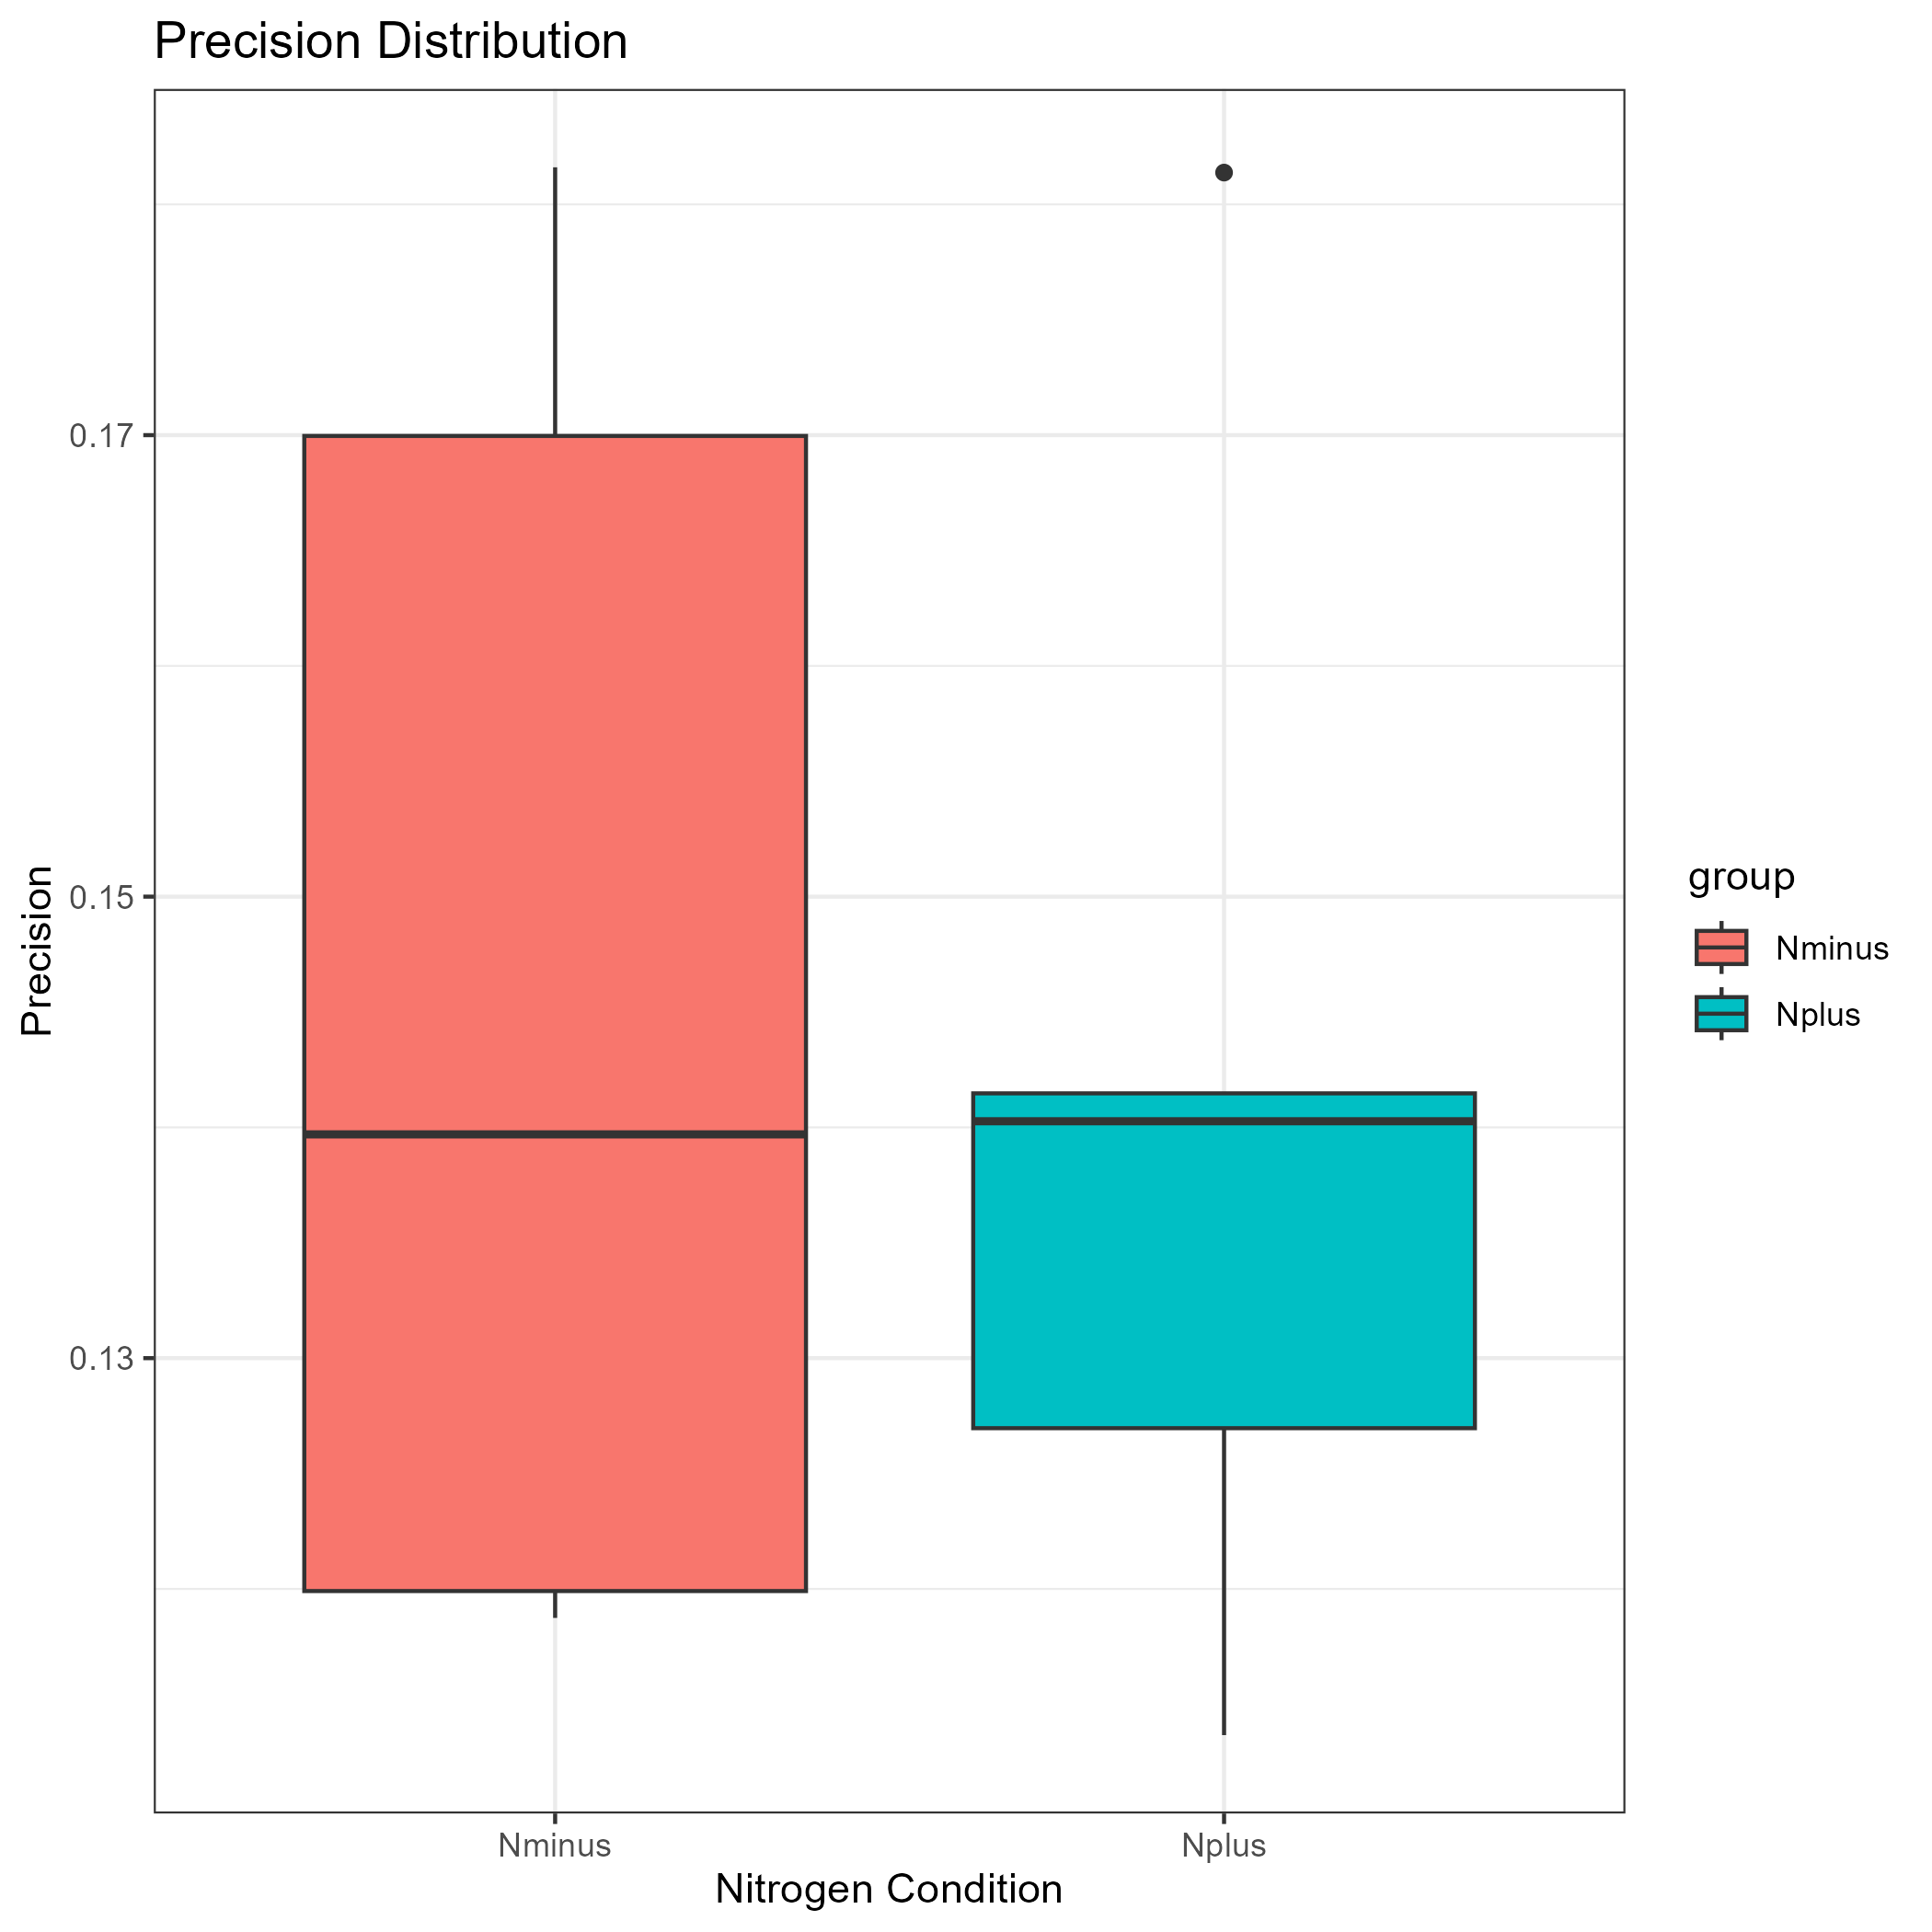 Precision Distribution
Precision
0.17
0.15
0.13
Nminus
Nplus
Nitrogen Condition
group
Nminus
Nplus